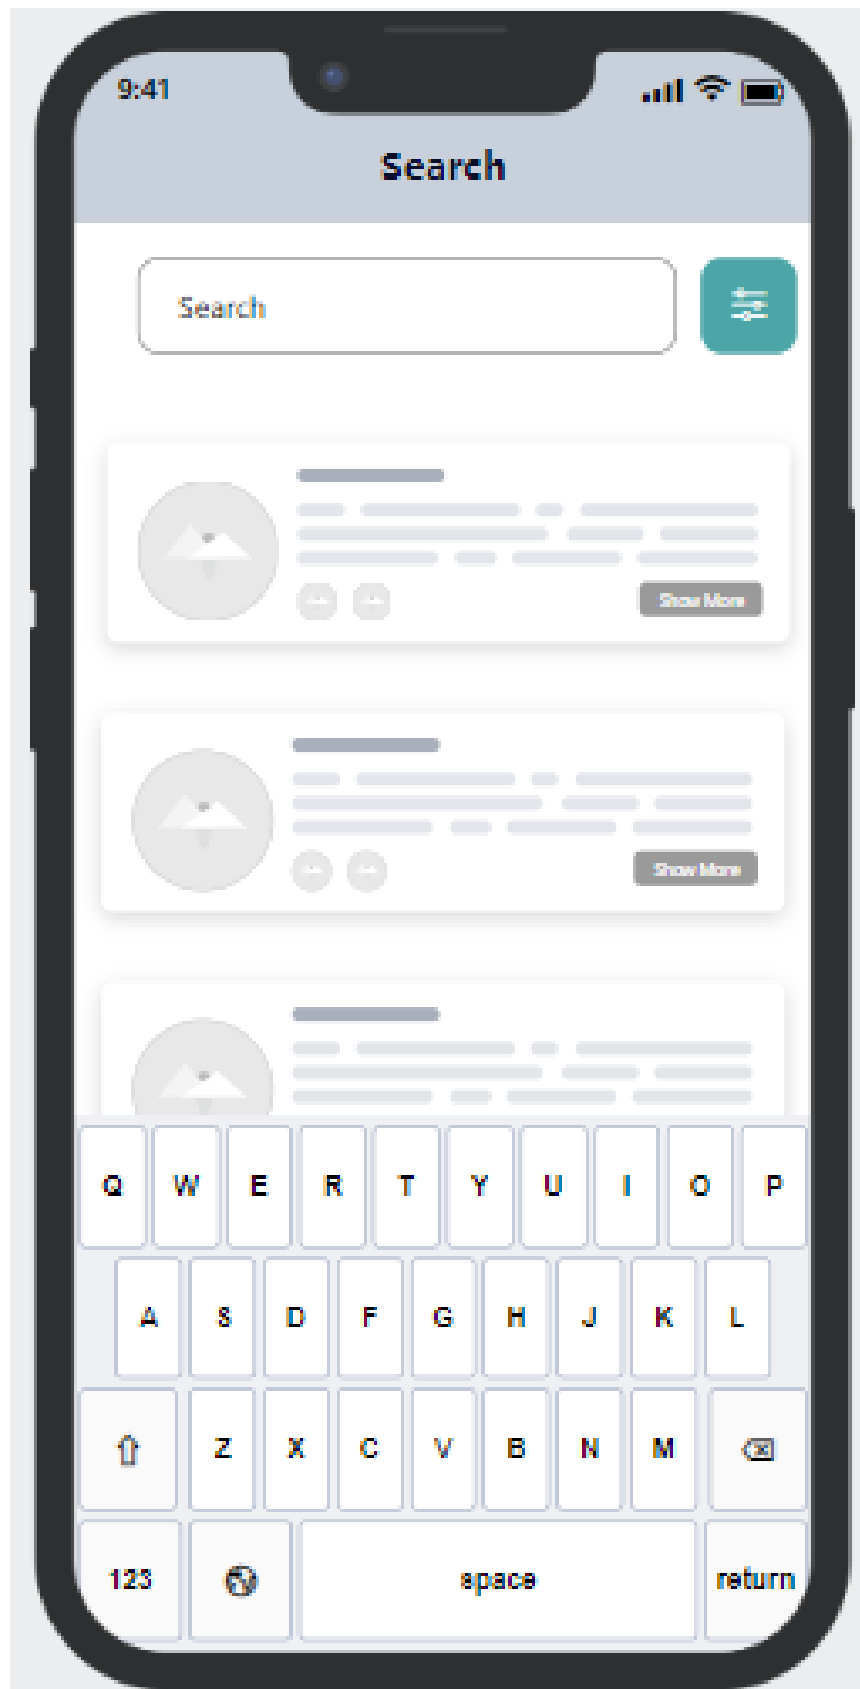 9:41
Search
Search
Show More
Show More
Q W E R T Y U I O P
A S D F G H J K L
Z X C V B N M
123 space return